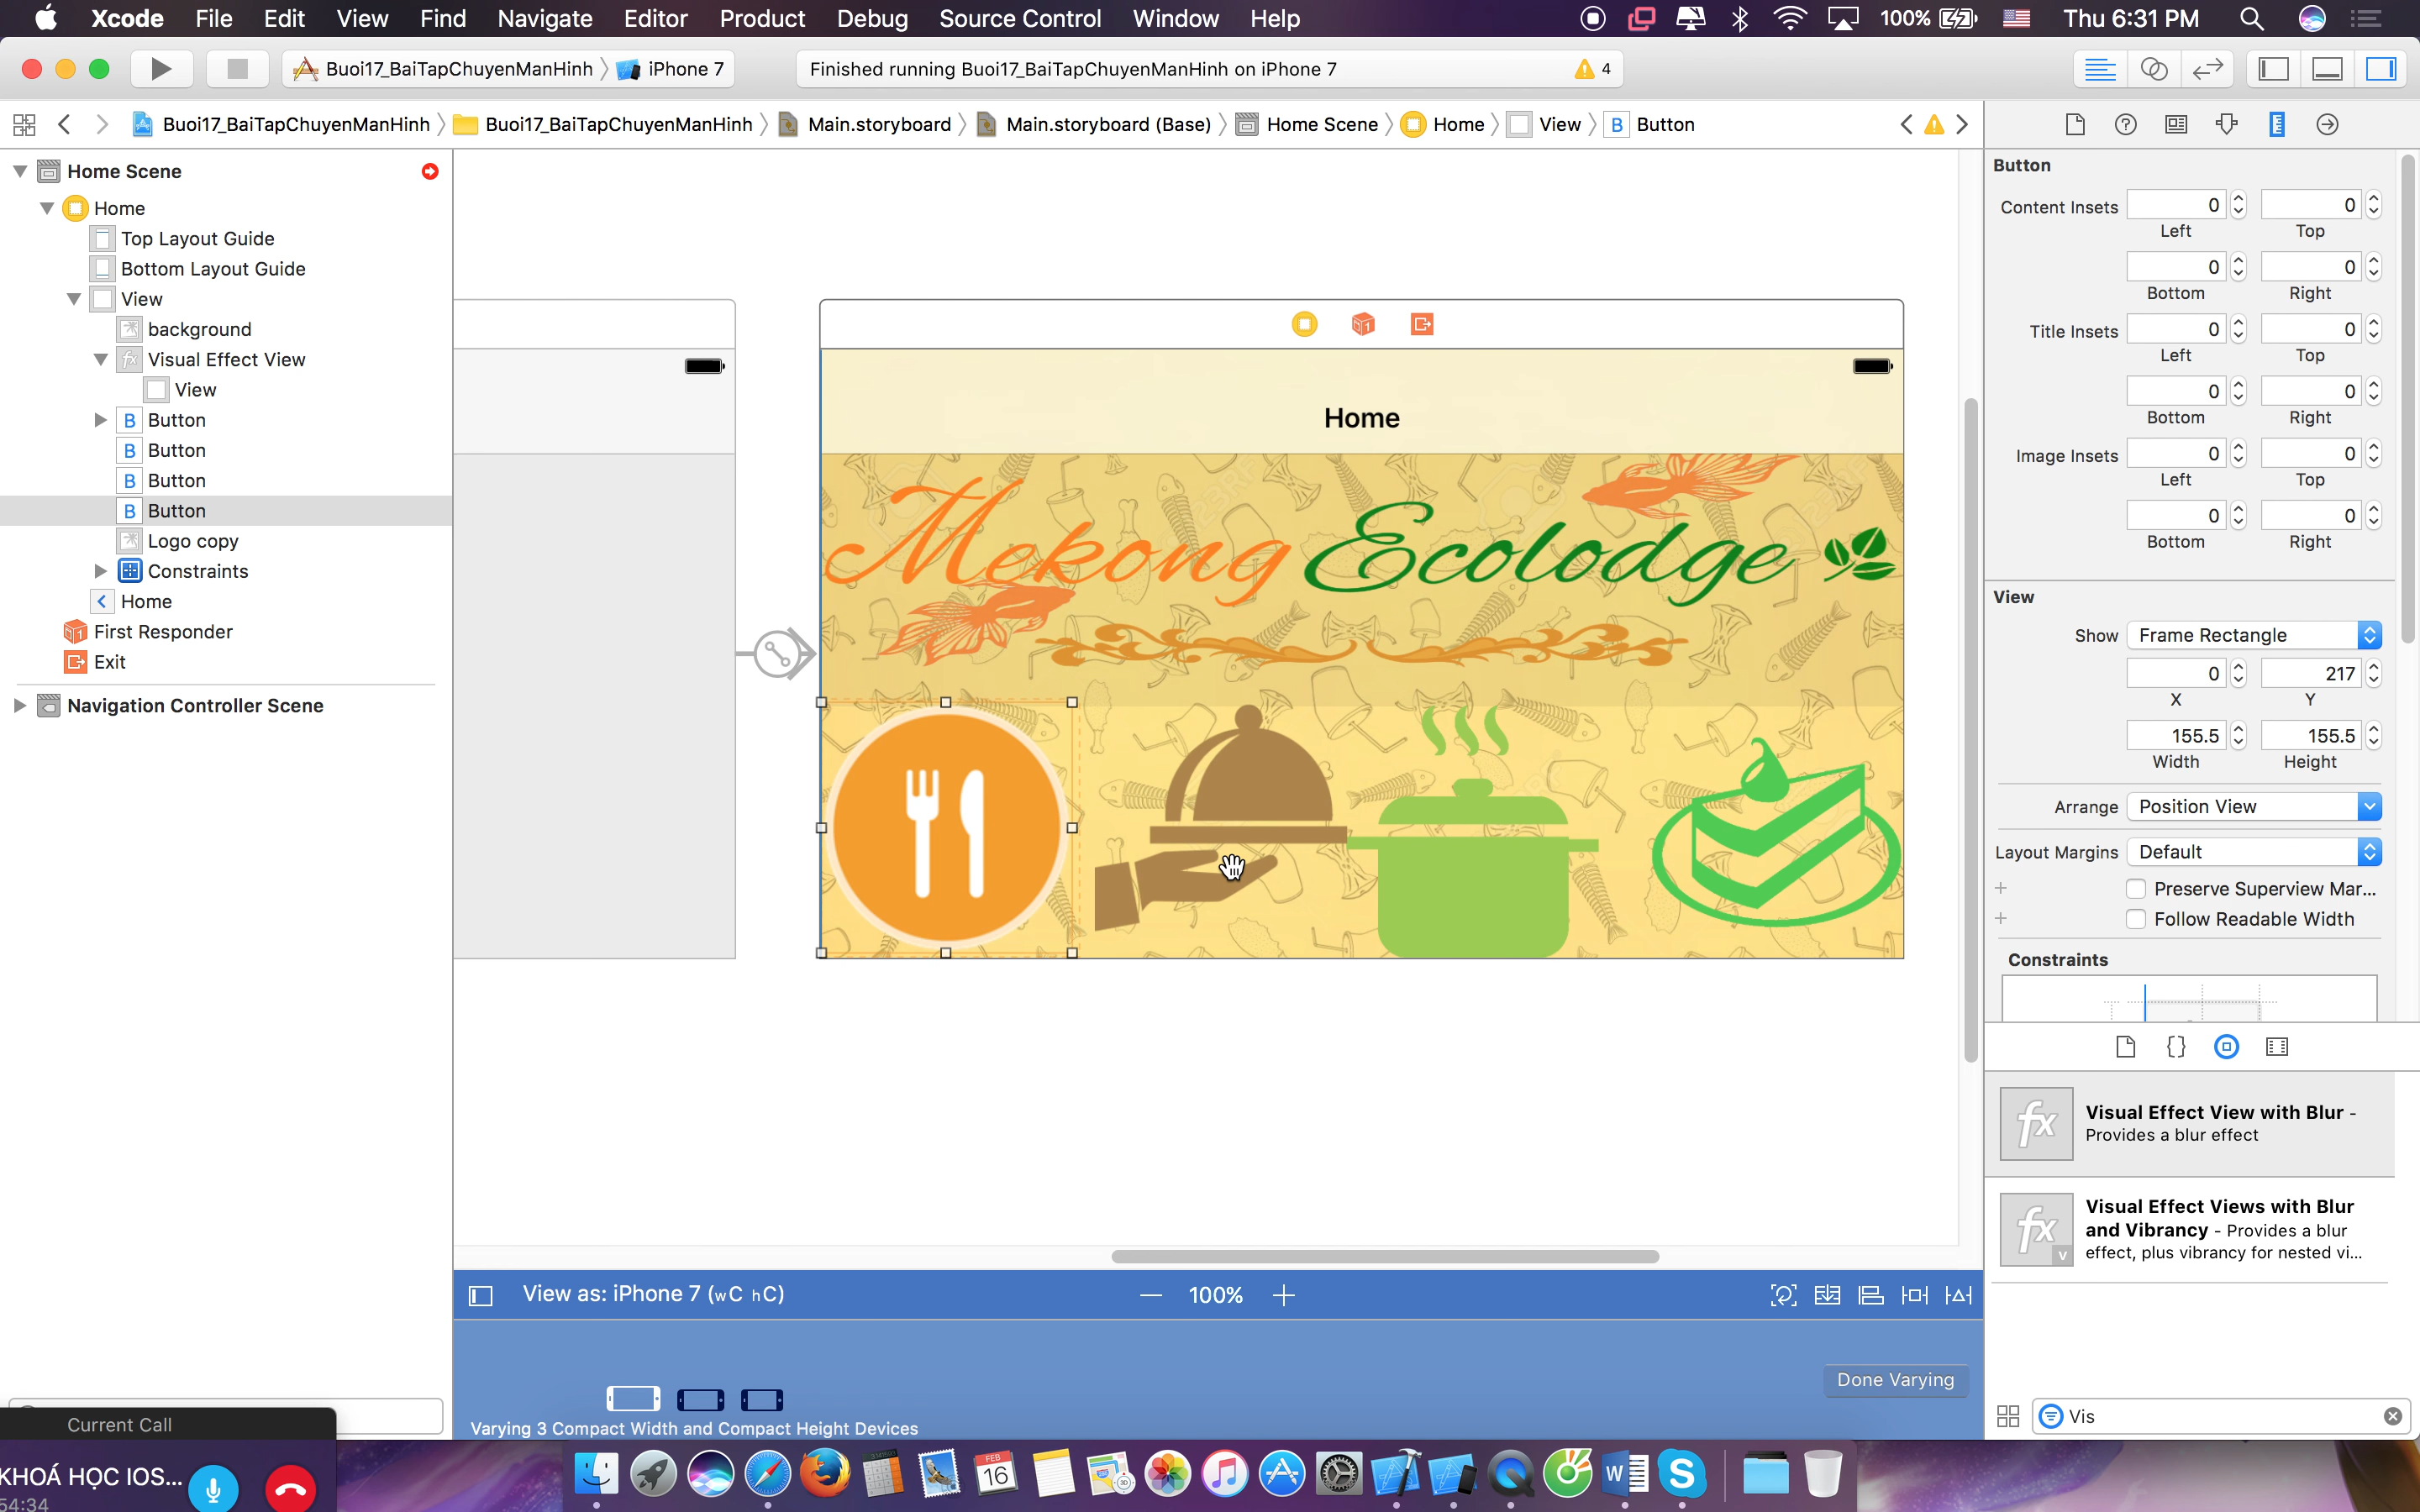 Xcode File Edit View Find Navigate Editor Product Debug Source Control Window Help 100% Thu 6:31 PM
Buoi17_BaiTapChuyenManHinh iPhone 7 Finished running Buoi17_BaiTapChuyenManHinh on iPhone 7 4
Buoi17_BaiTapChuyenManHinh Buoi17_BaiTapChuyenManHinh Main.storyboard Main.storyboard (Base) Home Scene Home View B Button
Home Scene
Home
Top Layout Guide
Bottom Layout Guide
View
background
fx Visual Effect View
View
B Button
B Button
B Button
B Button
Logo copy
Constraints
Home
First Responder
Exit
Navigation Controller Scene
Home
Mekong Ecolodge
Button
Content Insets 0 0
Left Top
0 0
Bottom Right
Title Insets 0 0
Left Top
0 0
Bottom Right
Image Insets 0 0
Left Top
0 0
Bottom Right
View
Show Frame Rectangle
0 217
X Y
155.5 155.5
Width Height
Arrange Position View
Layout Margins Default
Preserve Superview Mar...
Follow Readable Width
Constraints
fx Visual Effect View with Blur -
Provides a blur effect
fx Visual Effect Views with Blur
and Vibrancy - Provides a blur
V effect, plus vibrancy for nested vi...
Vis
View as: iPhone 7 (wC hC) 100%
Done Varying
Varying 3 Compact Width and Compact Height Devices
Current Call
KHOÁ HỌC IOS...
54:34
FEB
16
W
S